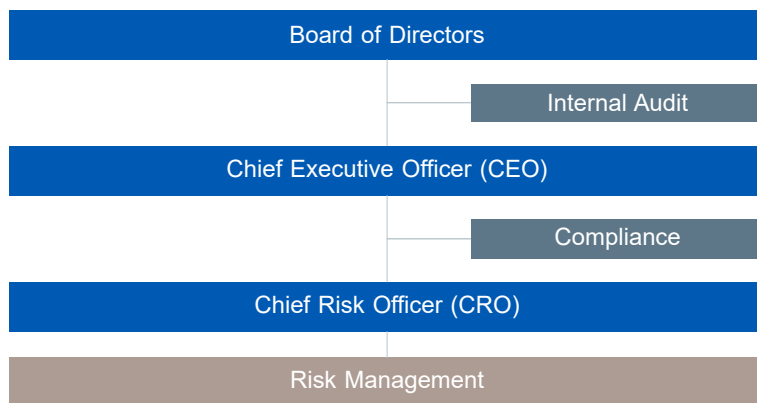 Board of Directors
Internal Audit
Chief Executive Officer (CEO)
Compliance
Chief Risk Officer (CRO)
Risk Management